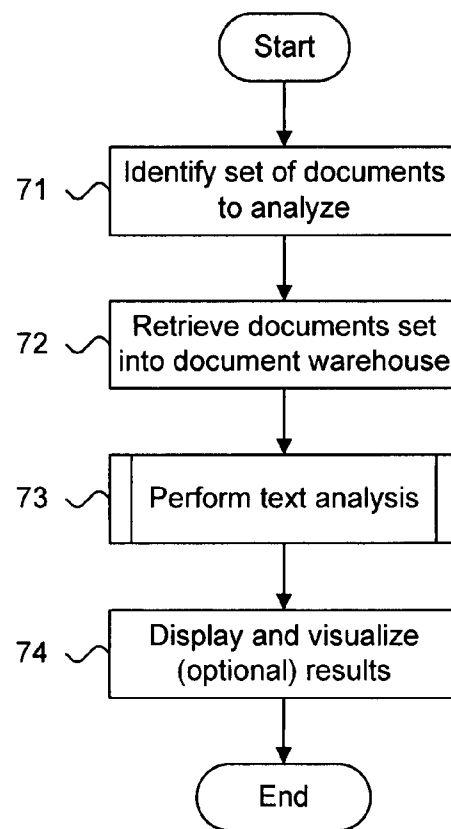 Start
71
Identify set of documents
to analyze
72
Retrieve documents set
into document warehouse
73
Perform text analysis
74
Display and visualize
(optional) results
End